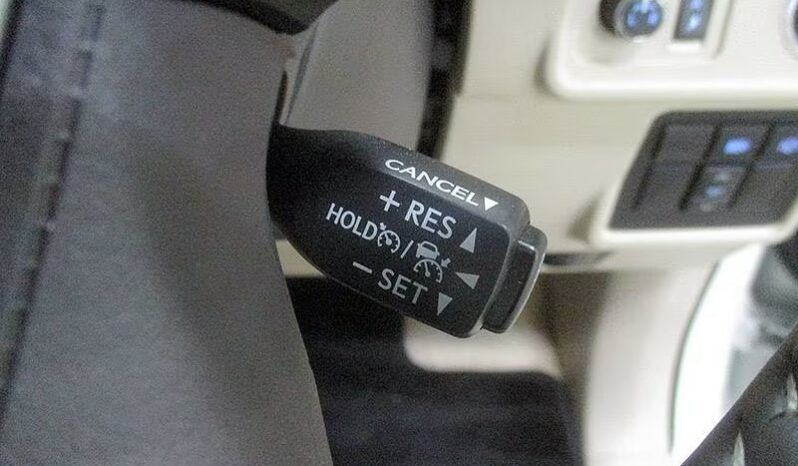 CANCEL▼
+ RES ▲
HOLD /
− SET ▼